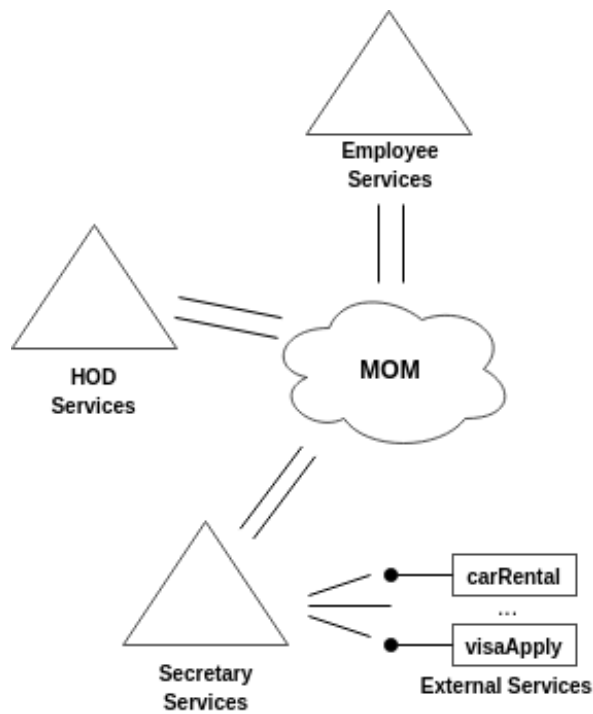 Employee
Services
HOD
Services
MOM
Secretary
Services
carRental
...
visaApply
External Services